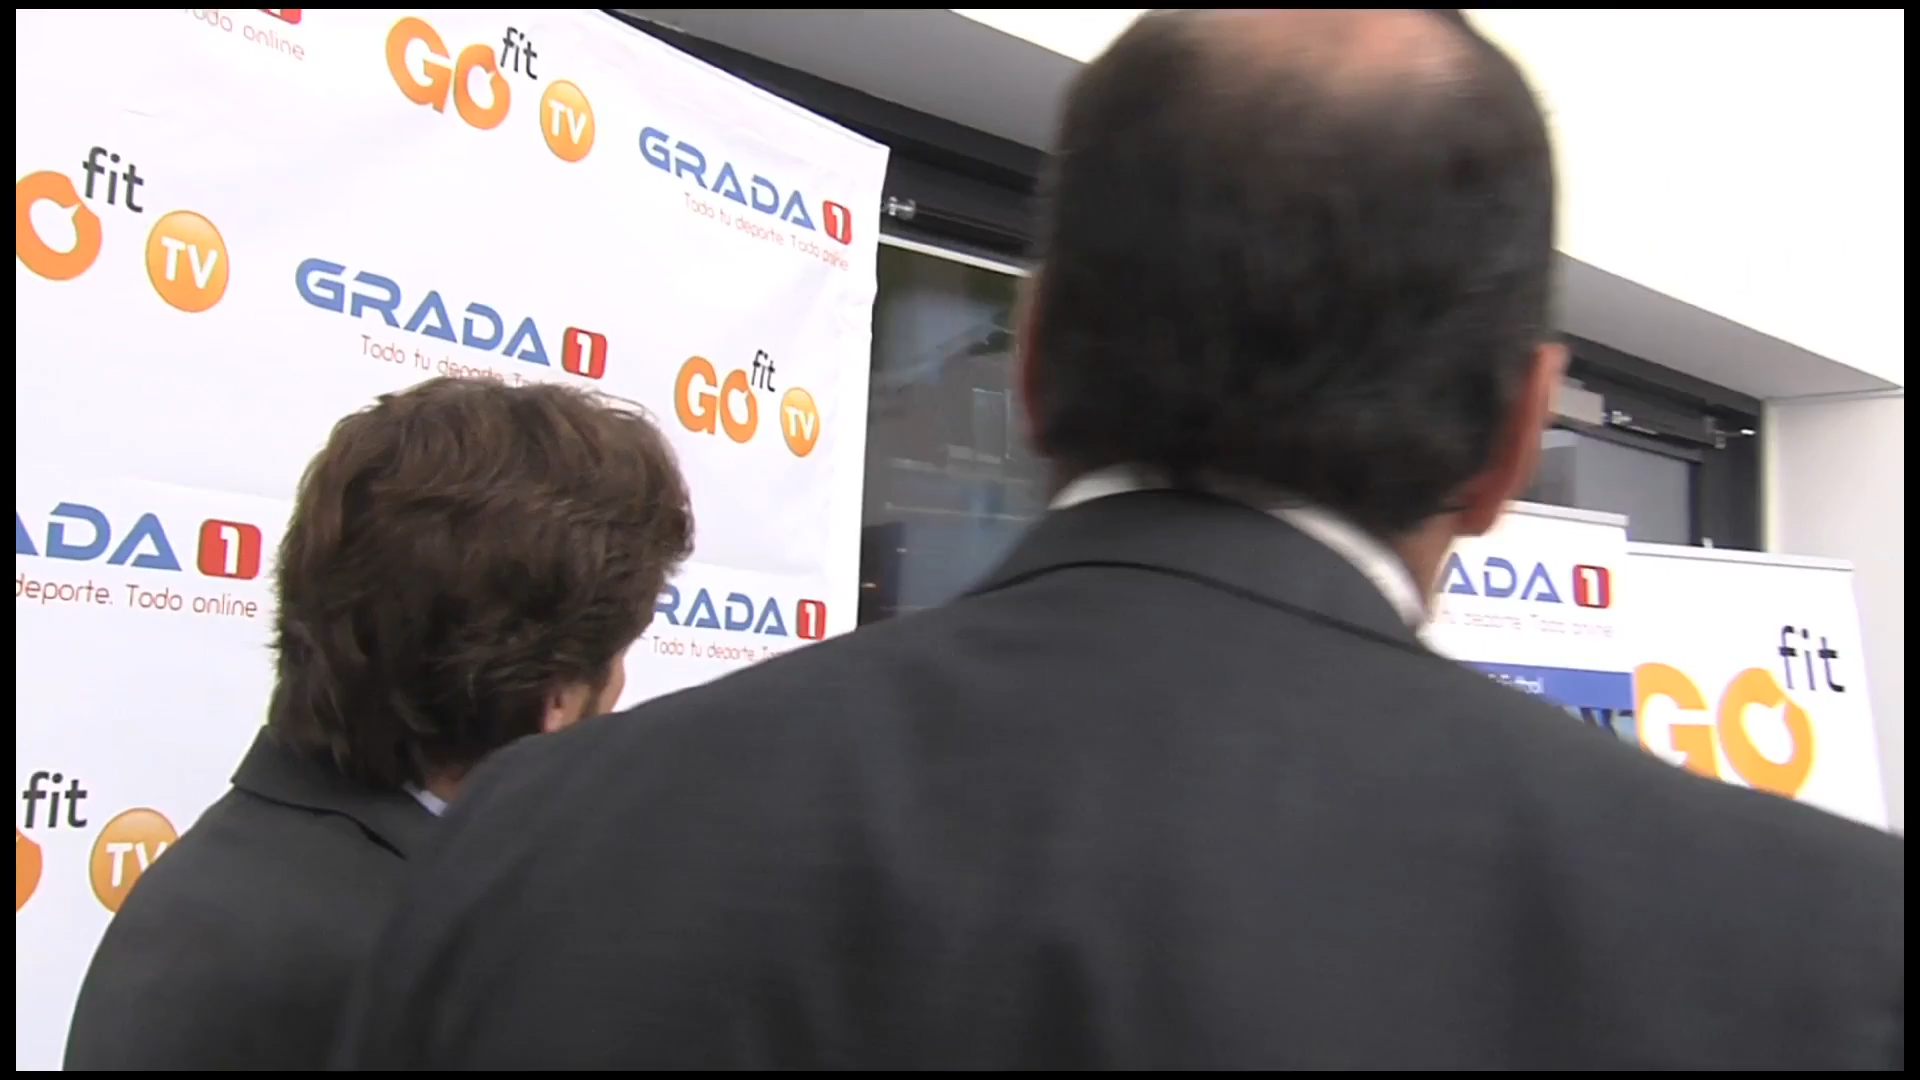 Todo online
GO fit TV
GRADA 1
Todo tu deporte. Todo online
fit TV
GRADA 1
Todo tu deporte.
GO fit TV
ADA 1
deporte. Todo online
RADA 1
Todo tu deporte.
ADA 1
tu deporte. Todo online
GO fit
fit TV